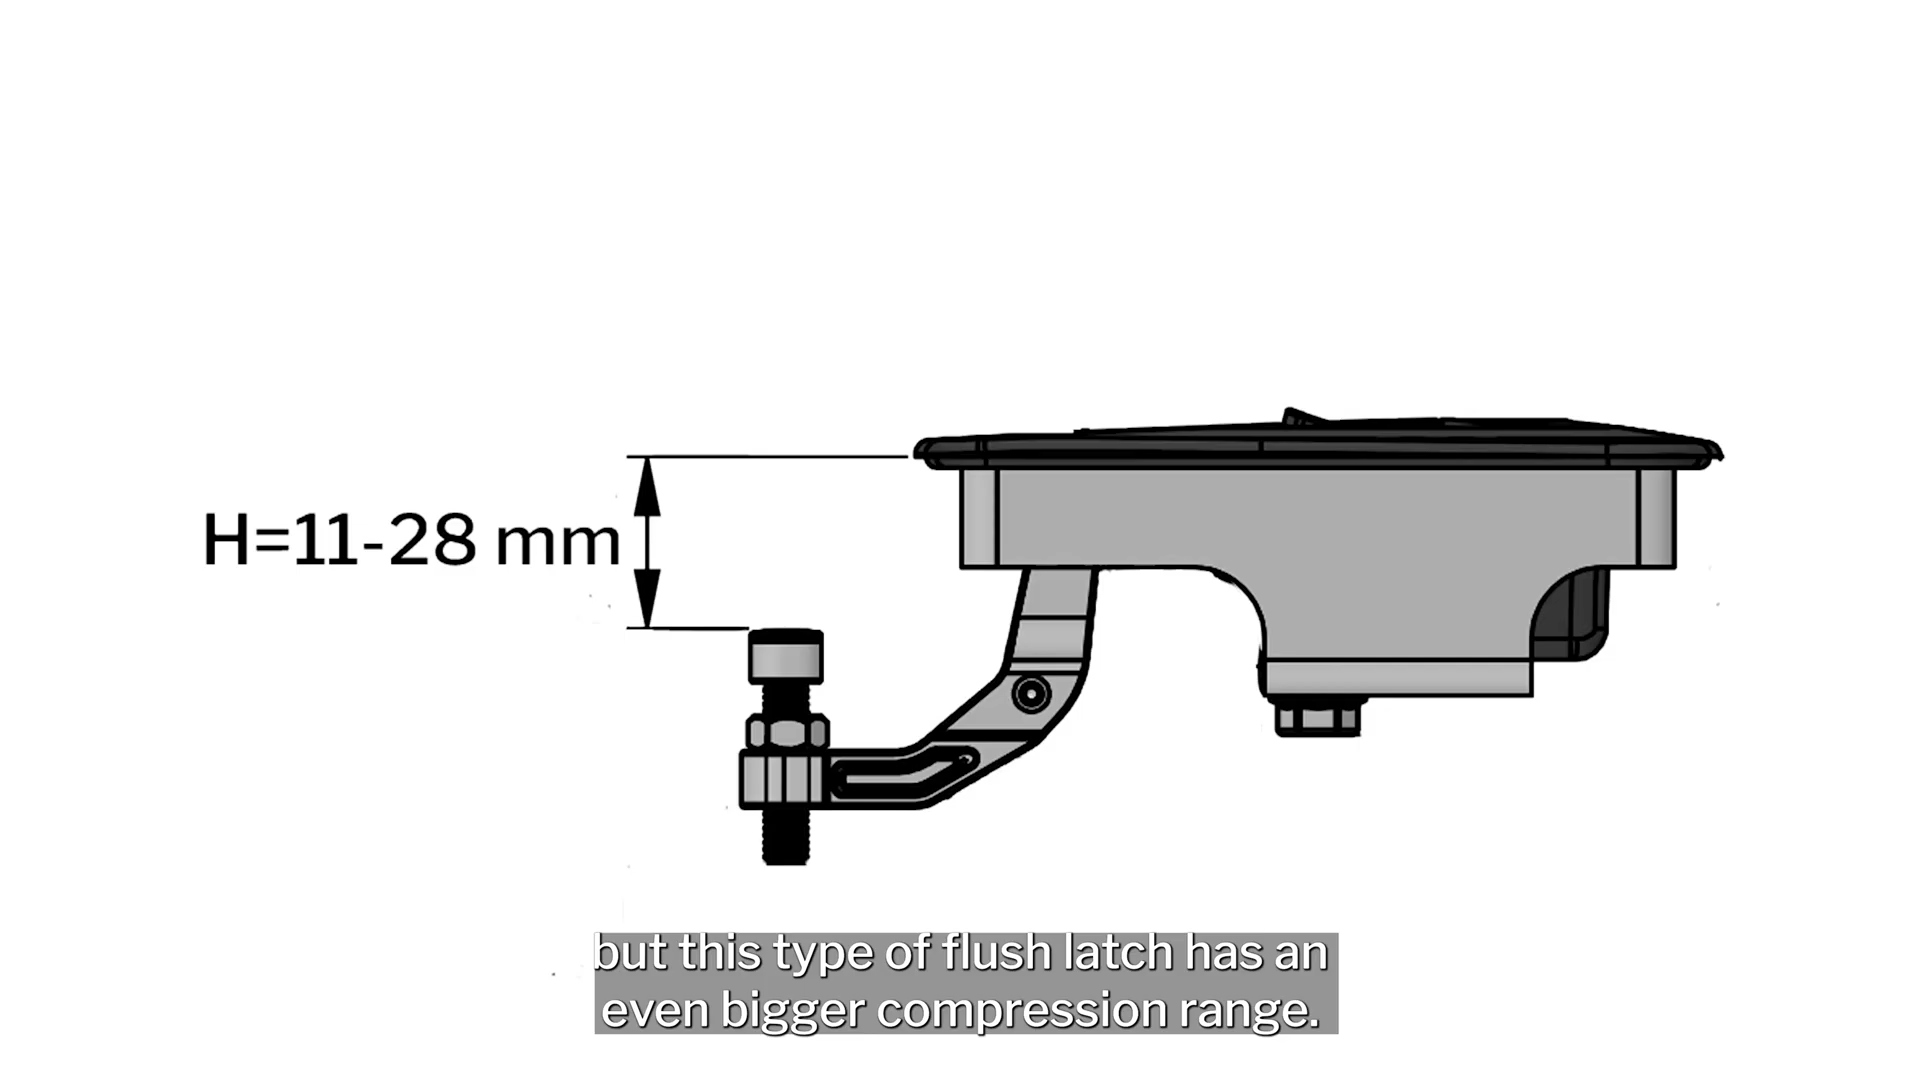 H=11-28 mm
but this type of flush latch has an
even bigger compression range.